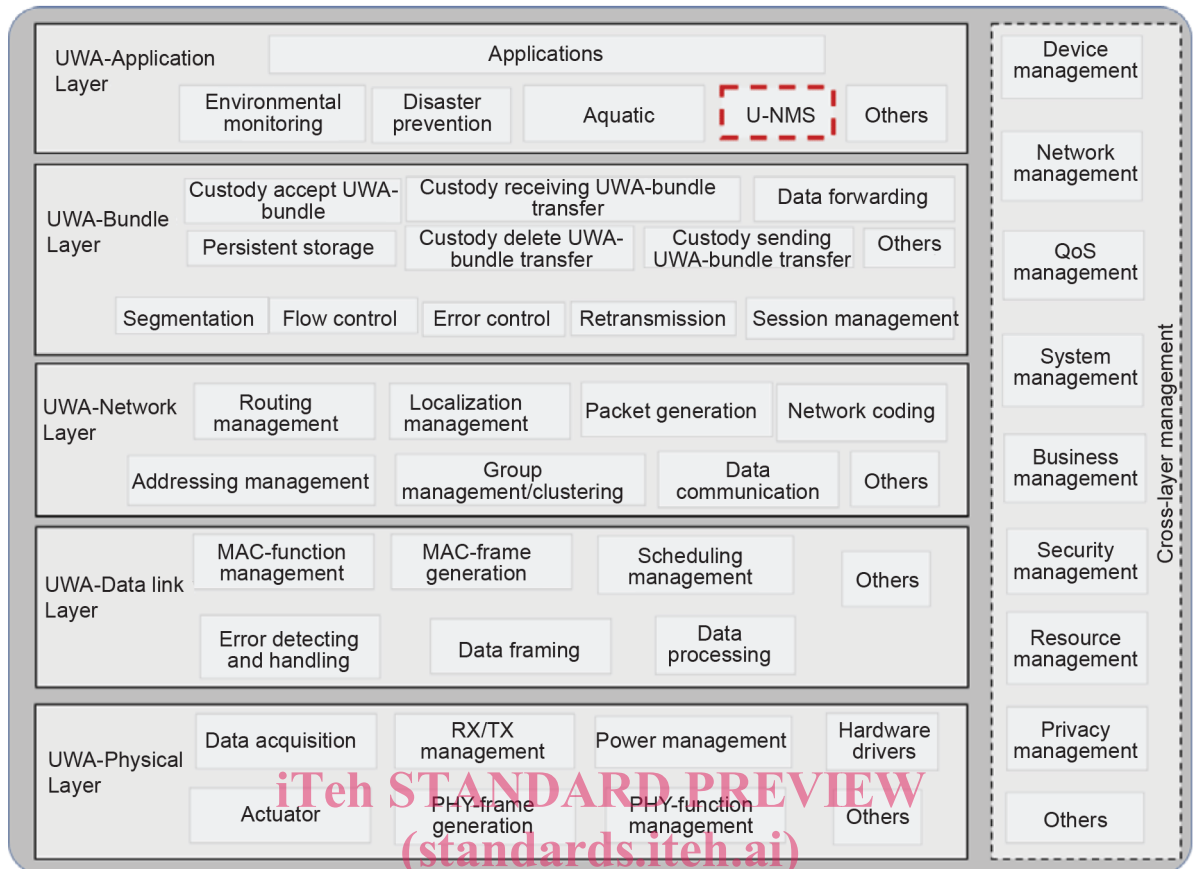 UWA-Application
Layer
Applications
Environmental
monitoring
Disaster
prevention
Aquatic
U-NMS
Others
UWA-Bundle
Layer
Custody accept UWA-
bundle
Custody receiving UWA-bundle
transfer
Data forwarding
Persistent storage
Custody delete UWA-
bundle transfer
Custody sending
UWA-bundle transfer
Others
Segmentation
Flow control
Error control
Retransmission
Session management
UWA-Network
Layer
Routing
management
Localization
management
Packet generation
Network coding
Addressing management
Group
management/clustering
Data
communication
Others
UWA-Data link
Layer
MAC-function
management
MAC-frame
generation
Scheduling
management
Others
Error detecting
and handling
Data framing
Data
processing
UWA-Physical
Layer
Data acquisition
RX/TX
management
Power management
Hardware
drivers
Actuator
PHY-frame
generation
PHY-function
management
Others
Device
management
Network
management
QoS
management
System
management
Business
management
Security
management
Resource
management
Privacy
management
Others
Cross-layer management
iTeh STANDARD PREVIEW
(standards.iteh.ai)